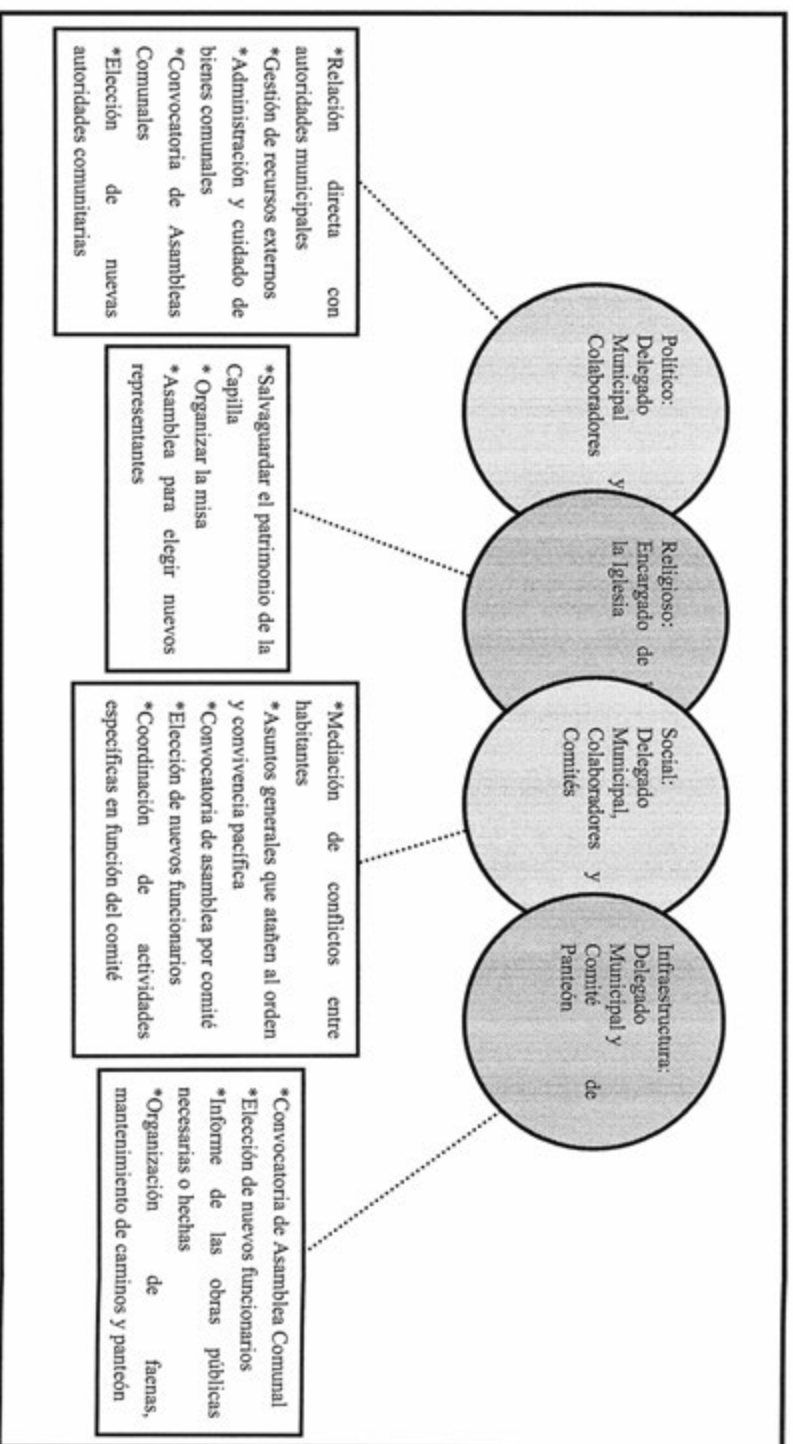 Político:
Delegado
Municipal y
Colaboradores
Religioso:
Encargado de
la Iglesia
Social:
Delegado
Municipal,
Colaboradores y
Comités
Infraestructura:
Delegado
Municipal y
Comité de
Panteón
*Relación directa con
autoridades municipales
*Gestión de recursos externos
*Administración y cuidado de
bienes comunales
*Convocatoria de Asambleas
Comunales
*Elección de nuevas
autoridades comunitarias
*Salvaguardar el patrimonio de la
Capilla
* Organizar la misa
*Asamblea para elegir nuevos
representantes
*Mediación de conflictos entre
habitantes
*Asuntos generales que atañen al orden
y convivencia pacífica
*Convocatoria de asamblea por comité
*Elección de nuevos funcionarios
*Coordinación de actividades
específicas en función del comité
*Convocatoria de Asamblea Comunal
*Elección de nuevos funcionarios
*Informe de las obras públicas
necesarias o hechas
*Organización de faenas,
mantenimiento de caminos y panteón